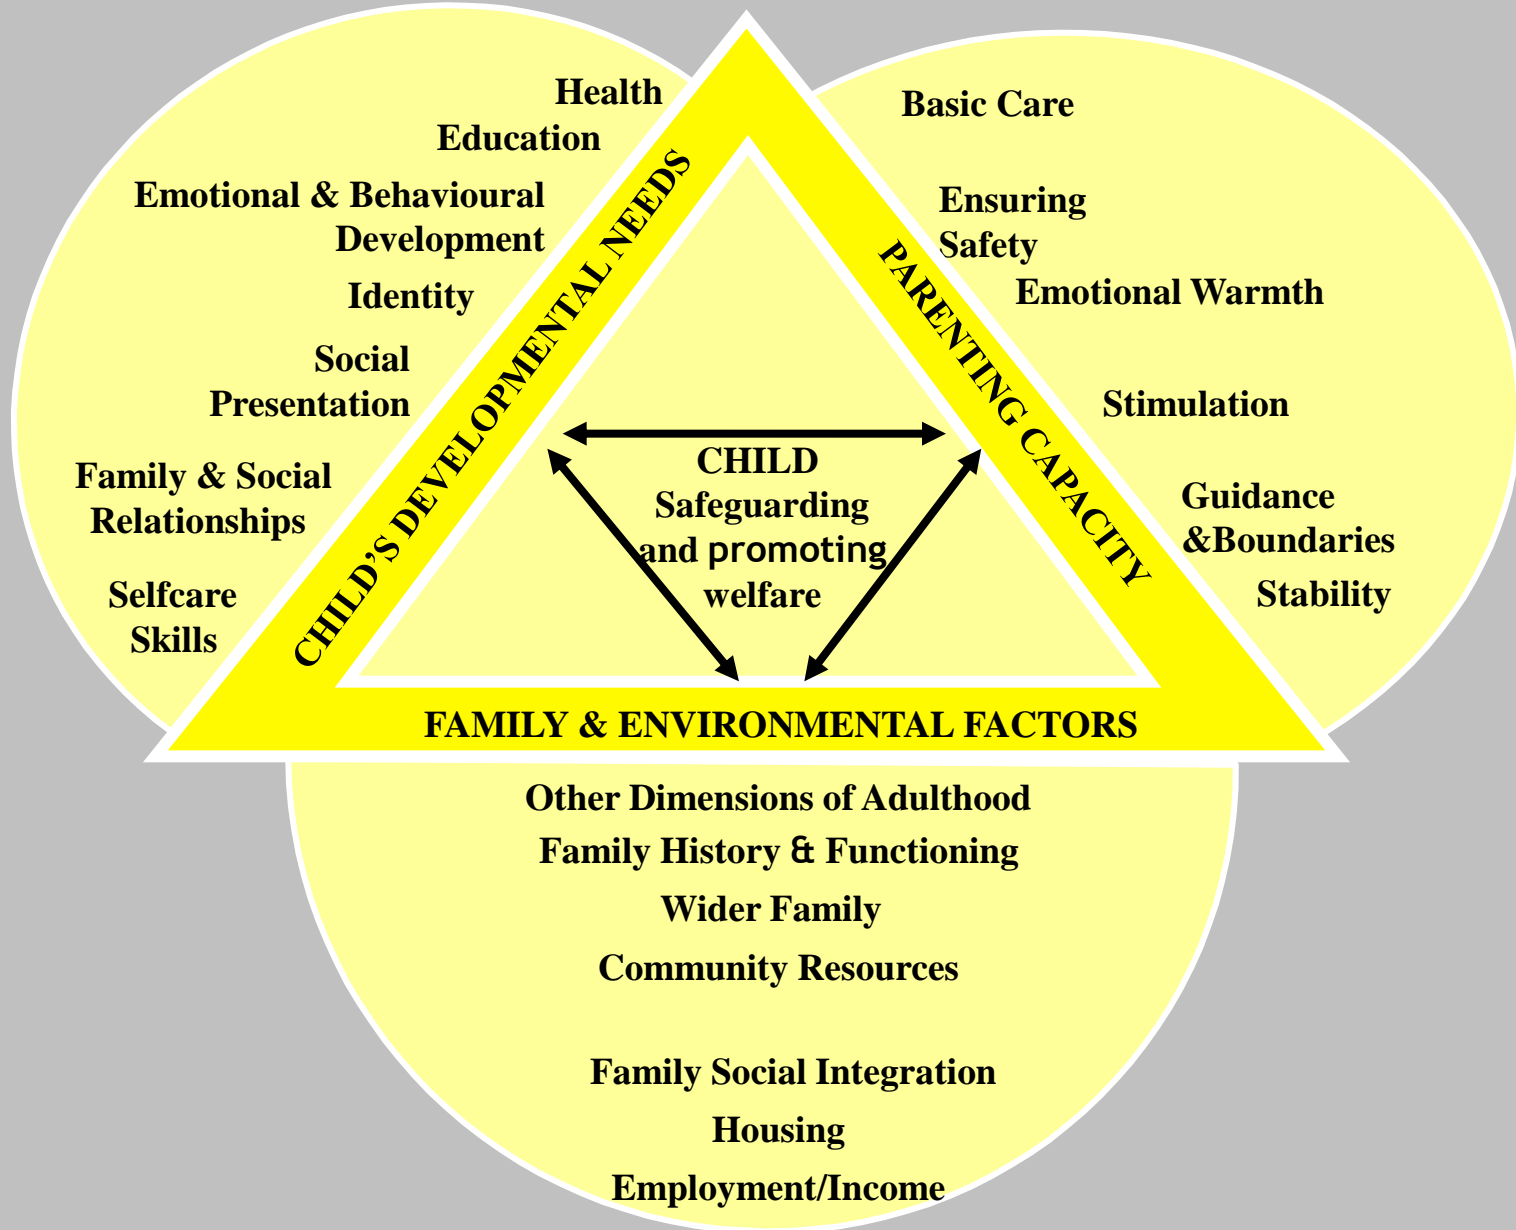 Health
Education
Emotional & Behavioural
Development
Identity
Social
Presentation
Family & Social
Relationships
Selfcare
Skills
CHILD'S DEVELOPMENTAL NEEDS
Basic Care
Ensuring
Safety
Emotional Warmth
Stimulation
Guidance
&Boundaries
Stability
PARENTING CAPACITY
CHILD
Safeguarding
and promoting
welfare
FAMILY & ENVIRONMENTAL FACTORS
Other Dimensions of Adulthood
Family History & Functioning
Wider Family
Community Resources
Family Social Integration
Housing
Employment/Income